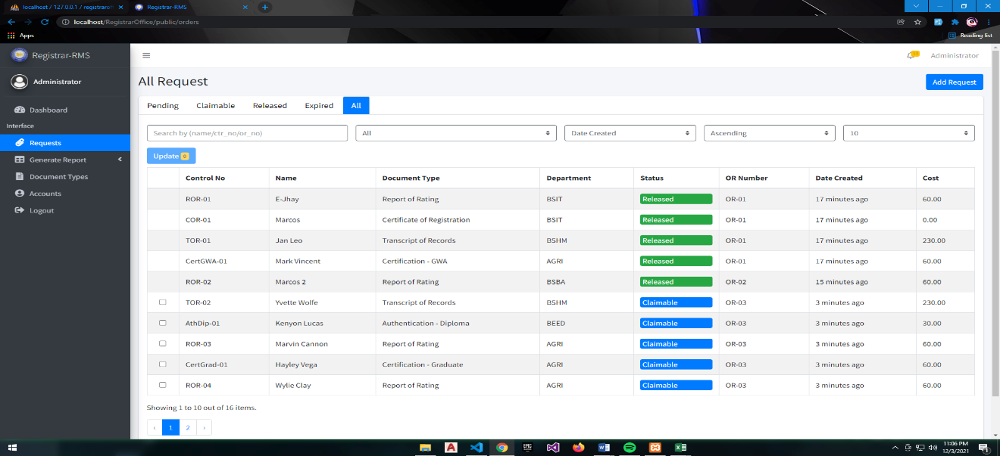 localhost / 127.0.0.1 / registrarof
Registrar-RMS
localhost/RegistrarOffice/public/orders
Apps
Reading list
Registrar-RMS
Administrator
Administrator
All Request
Add Request
Dashboard
Interface
Requests
Generate Report
Document Types
Accounts
Logout
Pending Claimable Released Expired All
Search by (name/ctr_no/or_no) All Date Created Ascending 10
Update 0
Control No Name Document Type Department Status OR Number Date Created Cost
ROR-01 E-Jhay Report of Rating BSIT Released OR-01 17 minutes ago 60.00
COR-01 Marcos Certificate of Registration BSIT Released OR-01 17 minutes ago 0.00
TOR-01 Jan Leo Transcript of Records BSHM Released OR-01 17 minutes ago 230.00
CertGWA-01 Mark Vincent Certification - GWA AGRI Released OR-01 17 minutes ago 60.00
ROR-02 Marcos 2 Report of Rating BSBA Released OR-02 15 minutes ago 60.00
TOR-02 Yvette Wolfe Transcript of Records BSHM Claimable OR-03 3 minutes ago 230.00
AthDip-01 Kenyon Lucas Authentication - Diploma BEED Claimable OR-03 3 minutes ago 30.00
ROR-03 Marvin Cannon Report of Rating AGRI Claimable OR-03 3 minutes ago 60.00
CertGrad-01 Hayley Vega Certification - Graduate AGRI Claimable OR-03 3 minutes ago 60.00
ROR-04 Wylie Clay Report of Rating AGRI Claimable OR-03 3 minutes ago 60.00
Showing 1 to 10 out of 16 items.
‹ 1 2 ›
EPIC
11:06 PM
12/3/2021